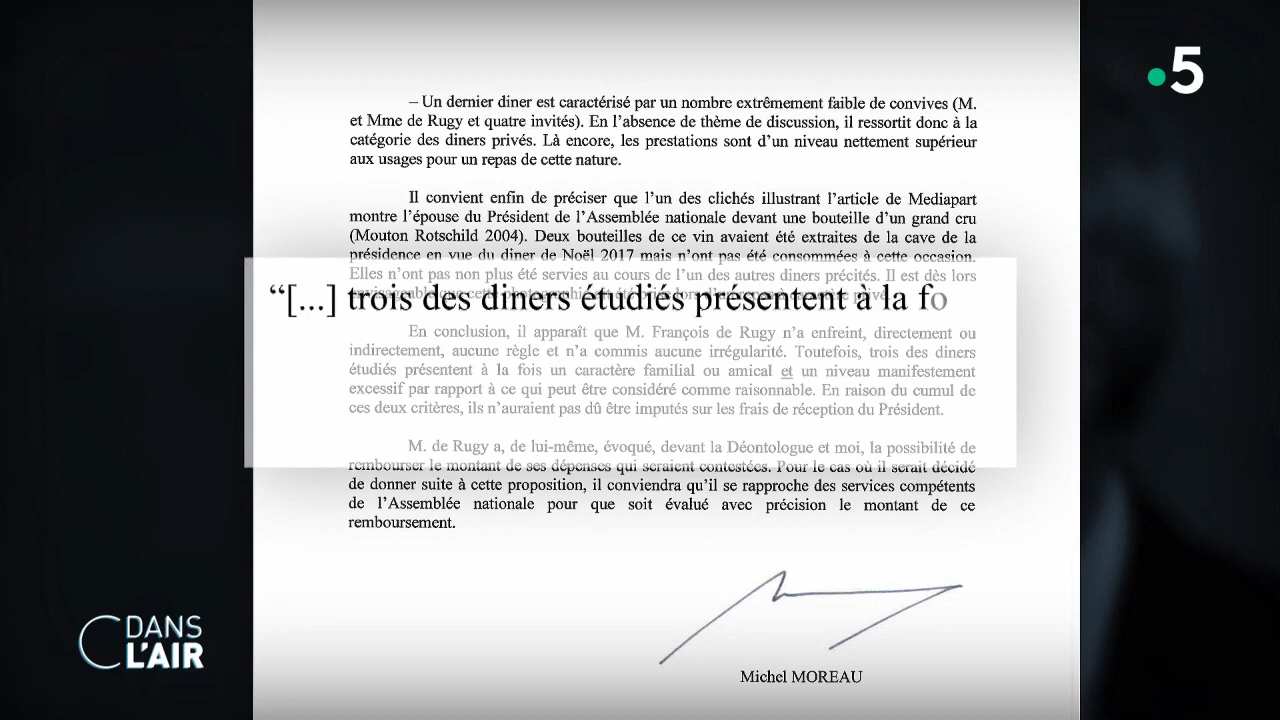 5
– Un dernier diner est caractérisé par un nombre extrêmement faible de convives (M.
et Mme de Rugy et quatre invités). En l'absence de thème de discussion, il ressortit donc à la
catégorie des diners privés. Là encore, les prestations sont d'un niveau nettement supérieur
aux usages pour un repas de cette nature.
Il convient enfin de préciser que l'un des clichés illustrant l'article de Mediapart
montre l'épouse du Président de l'Assemblée nationale devant une bouteille d'un grand cru
(Mouton Rotschild 2004). Deux bouteilles de ce vin avaient été extraites de la cave de la
présidence en vue du diner de Noël 2017 mais n'ont pas été consommées à cette occasion.
Elles n'ont pas non plus été servies au cours de l'un des autres diners précités. Il est dès lors
“[...] trois des diners étudiés présentent à la fo
En conclusion, il apparaît que M. François de Rugy n'a enfreint, directement ou
indirectement, aucune règle et n'a commis aucune irrégularité. Toutefois, trois des diners
étudiés présentent à la fois un caractère familial ou amical et un niveau manifestement
excessif par rapport à ce qui peut être considéré comme raisonnable. En raison du cumul de
ces deux critères, ils n'auraient pas dû être imputés sur les frais de réception du Président.
M. de Rugy a, de lui-même, évoqué, devant la Déontologue et moi, la possibilité de
rembourser le montant de ses dépenses qui seraient contestées. Pour le cas où il serait décidé
de donner suite à cette proposition, il conviendra qu'il se rapproche des services compétents
de l'Assemblée nationale pour que soit évalué avec précision le montant de ce
remboursement.
Michel MOREAU
C DANS
L'AIR